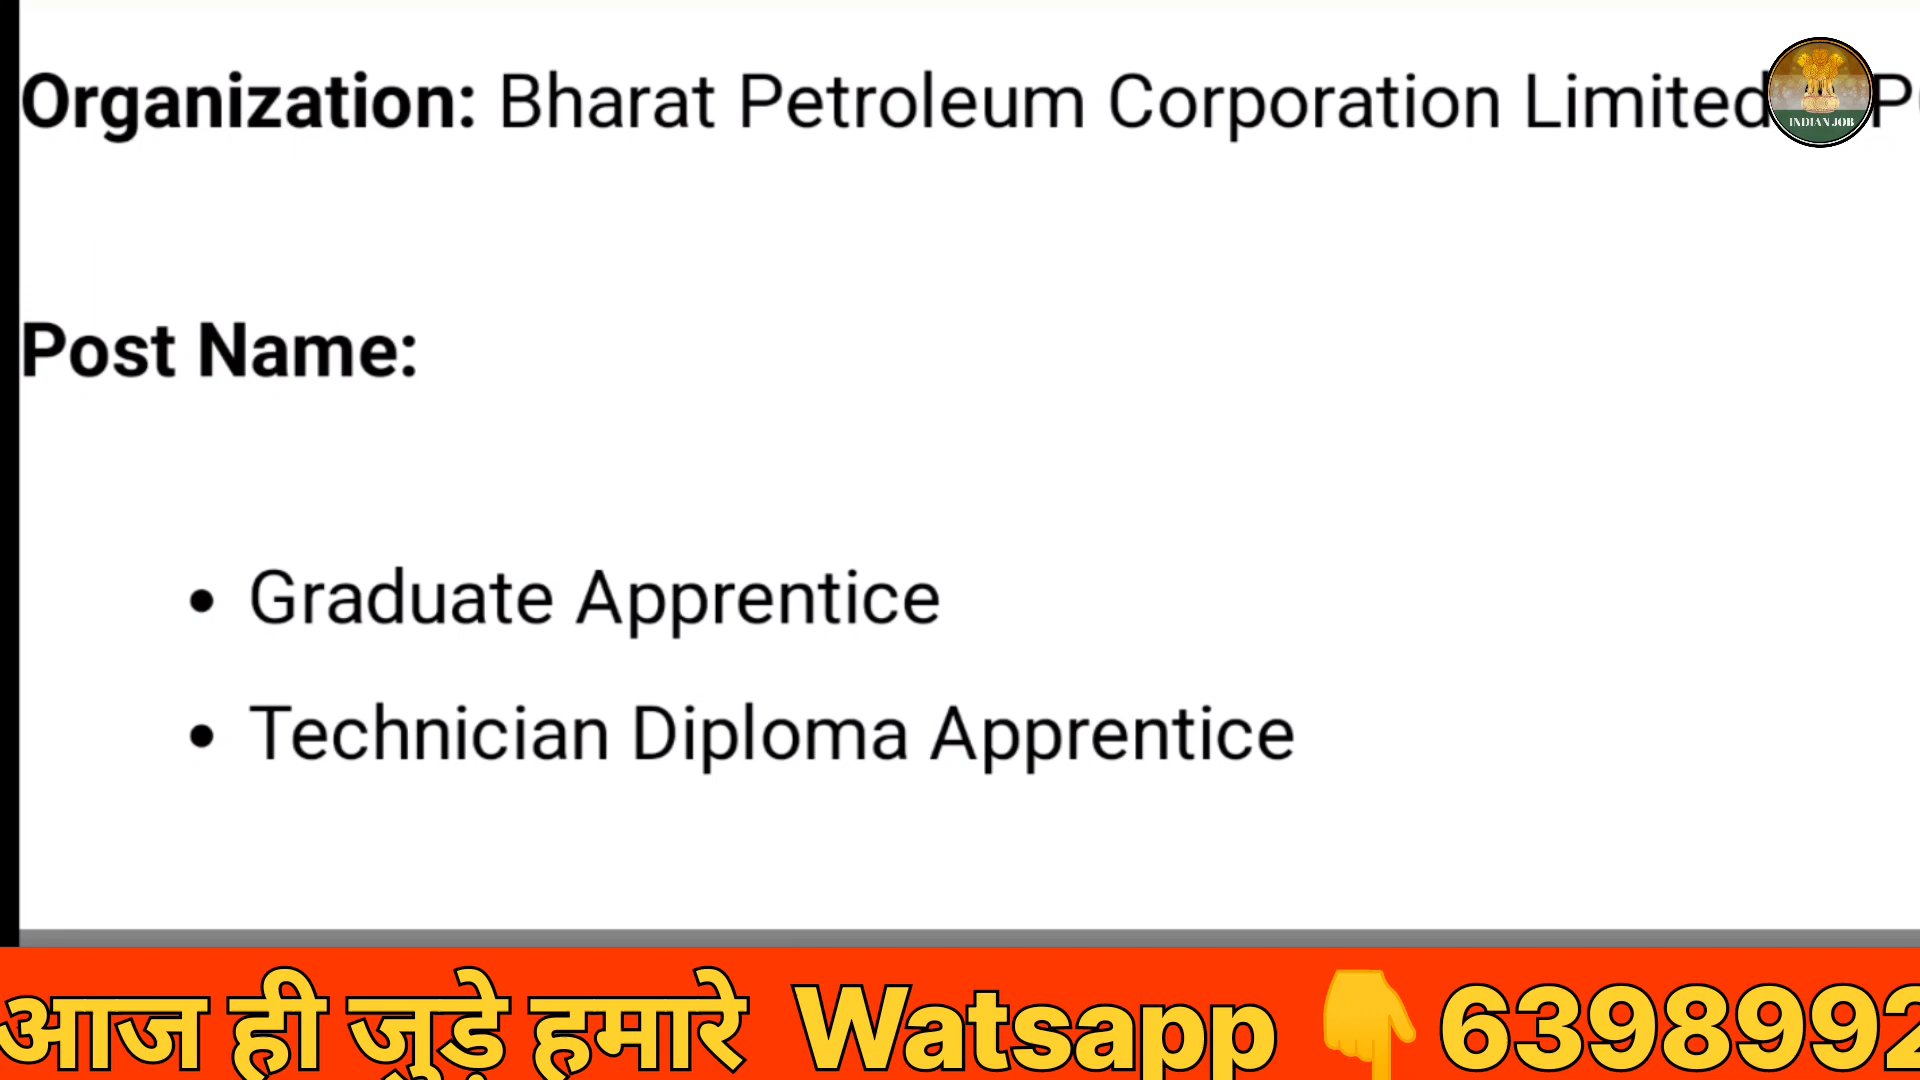 Organization: Bharat Petroleum Corporation Limited
INDIAN JOB
Post Name:
• Graduate Apprentice
• Technician Diploma Apprentice
आज ही जुड़े हमारे Watsapp 👇 6398992